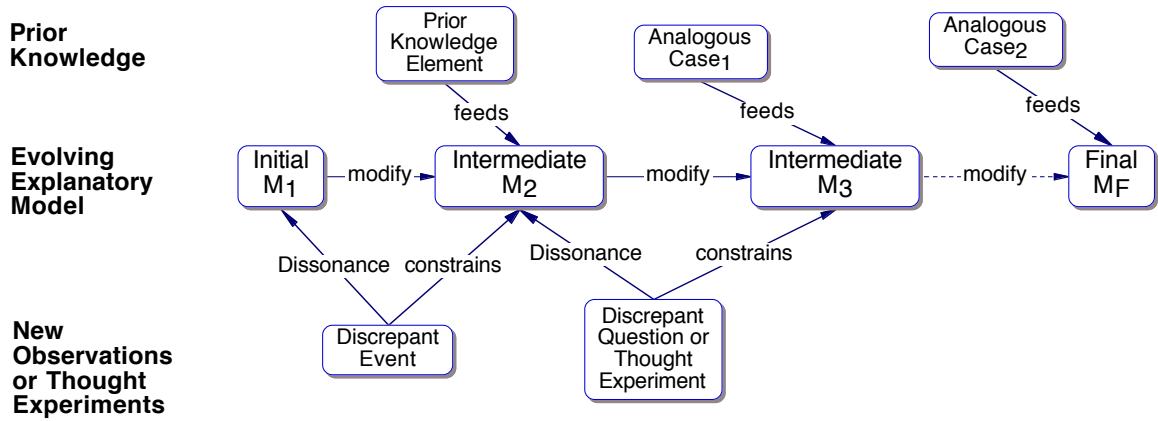 Prior
Knowledge
Prior
Knowledge
Element
Analogous
Case1
Analogous
Case2
feeds
feeds
feeds
Evolving
Explanatory
Model
Initial
M1
modify
Intermediate
M2
modify
Intermediate
M3
modify
Final
MF
Dissonance
constrains
Dissonance
constrains
New
Observations
or Thought
Experiments
Discrepant
Event
Discrepant
Question or
Thought
Experiment